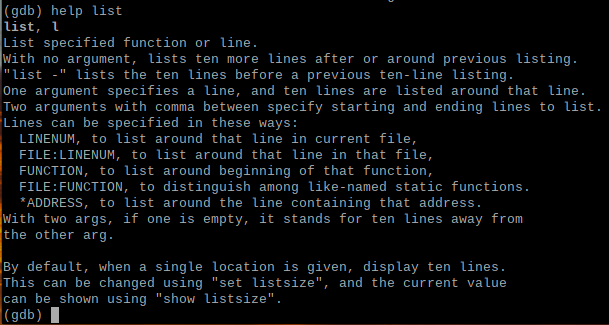 (gdb) help list
list, l
List specified function or line.
With no argument, lists ten more lines after or around previous listing.
"list -" lists the ten lines before a previous ten-line listing.
One argument specifies a line, and ten lines are listed around that line.
Two arguments with comma between specify starting and ending lines to list.
Lines can be specified in these ways:
  LINENUM, to list around that line in current file,
  FILE:LINENUM, to list around that line in that file,
  FUNCTION, to list around beginning of that function,
  FILE:FUNCTION, to distinguish among like-named static functions.
  *ADDRESS, to list around the line containing that address.
With two args, if one is empty, it stands for ten lines away from
the other arg.

By default, when a single location is given, display ten lines.
This can be changed using "set listsize", and the current value
can be shown using "show listsize".
(gdb)